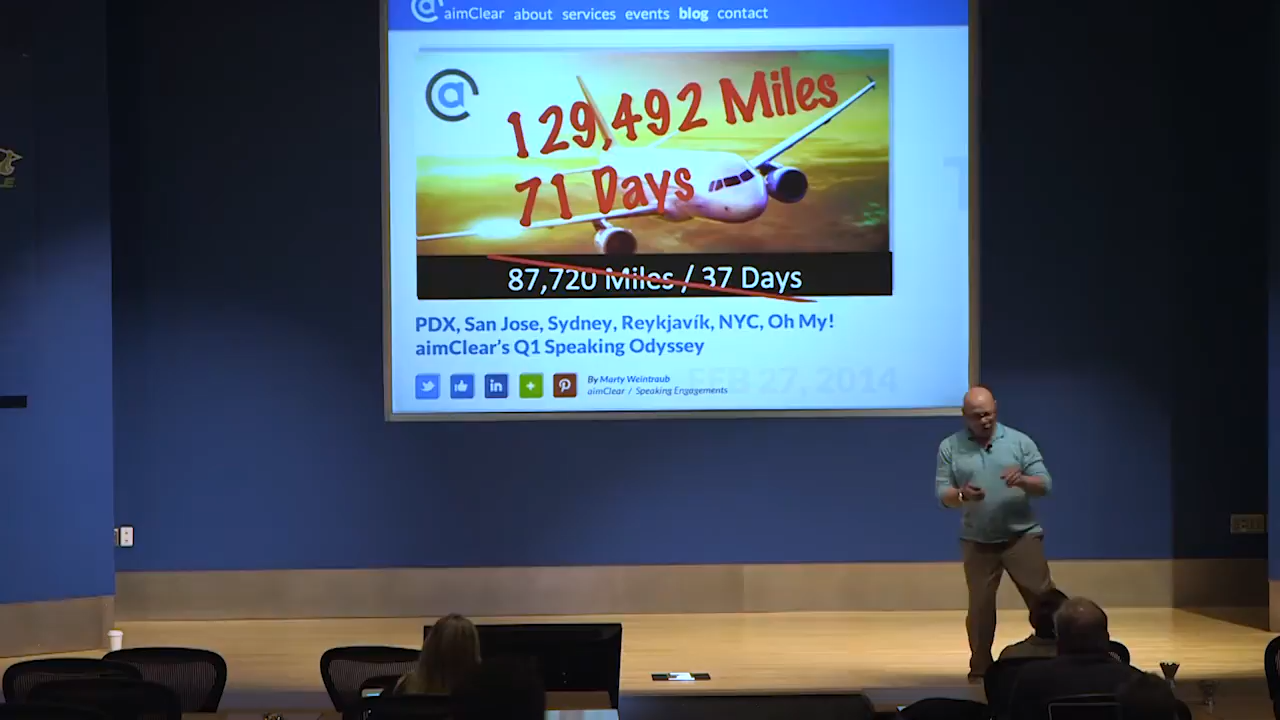 @ aimClear about services events blog contact
@
129,492 Miles
71 Days
87,720 Miles / 37 Days
PDX, San Jose, Sydney, Reykjavík, NYC, Oh My!
aimClear's Q1 Speaking Odyssey
in + By Marty Weintraub
aimClear / Speaking Engagements
FEB 27, 2014